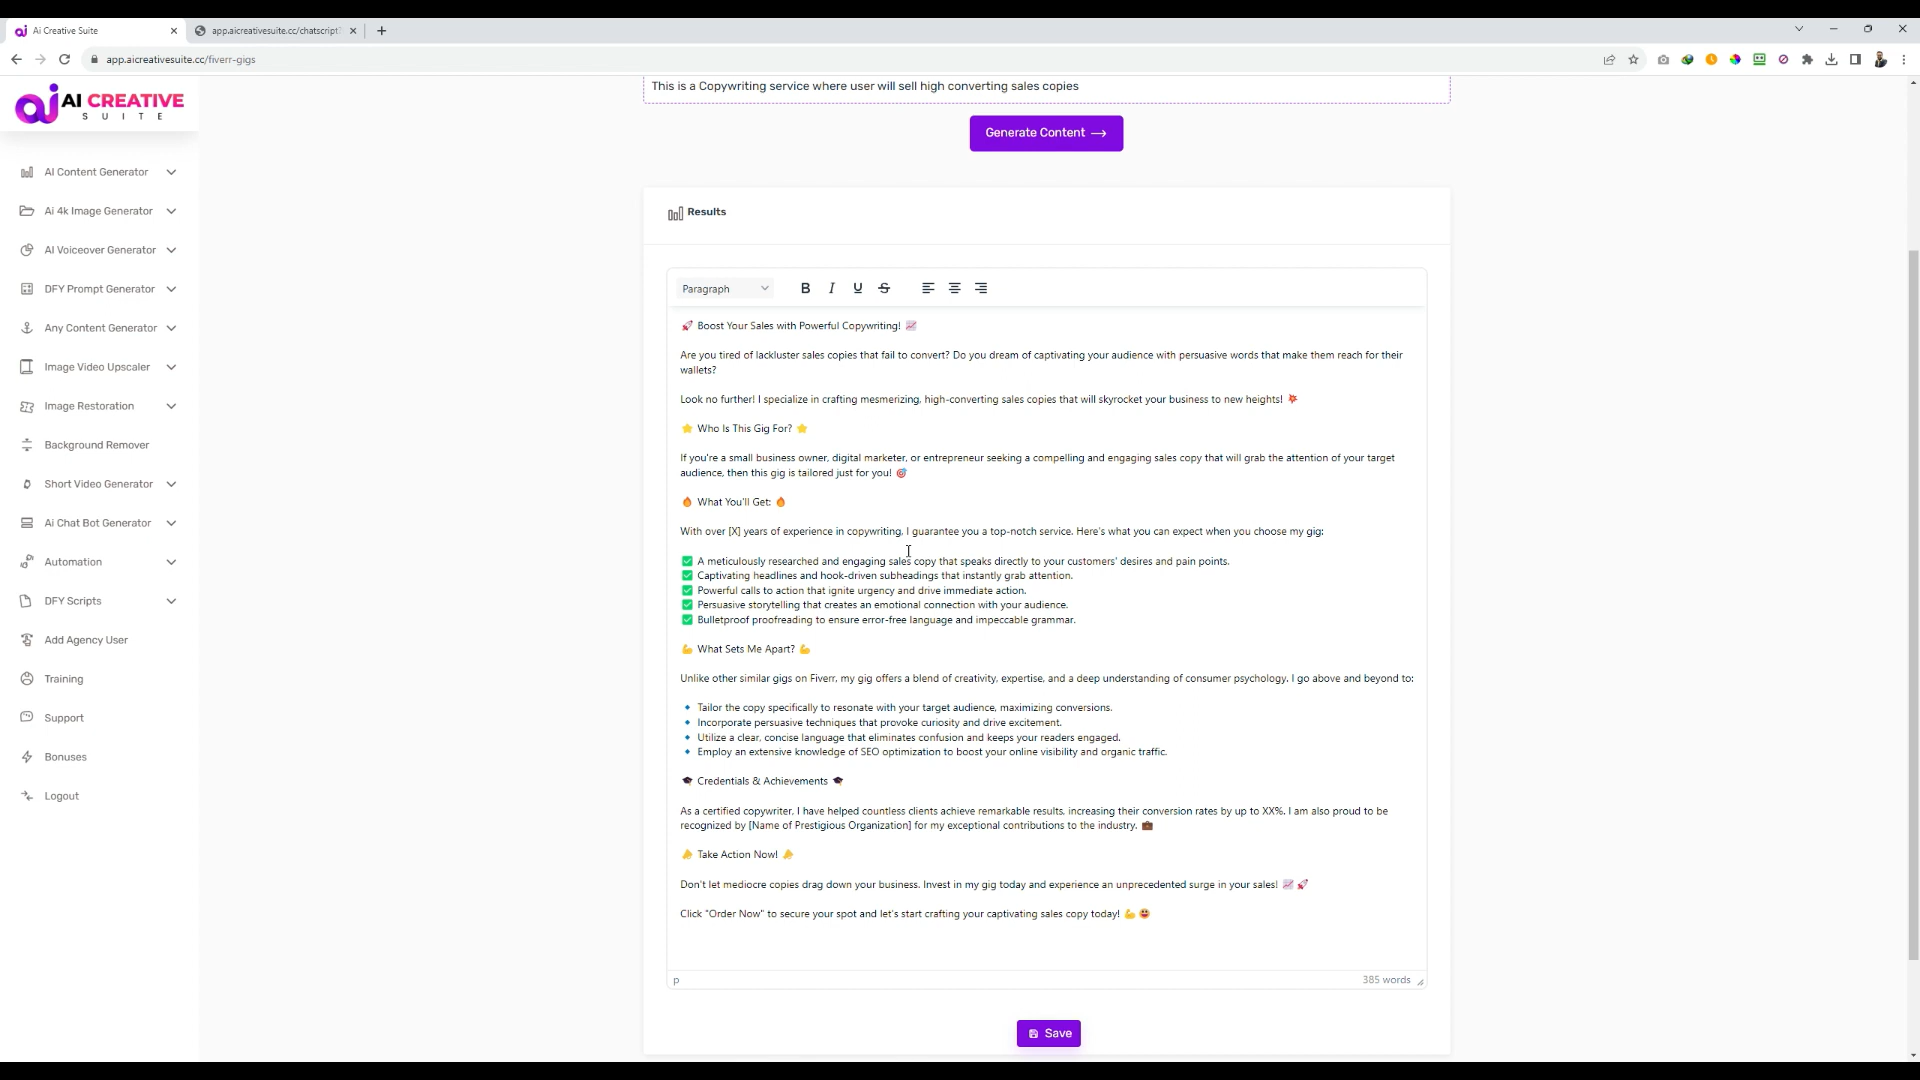 Ai Creative Suite
app.aicreativesuite.cc/chatscript
app.aicreativesuite.cc/fiverr-gigs
AI CREATIVE
SUITE
AI Content Generator
Ai 4k Image Generator
AI Voiceover Generator
DFY Prompt Generator
Any Content Generator
Image Video Upscaler
Image Restoration
Background Remover
Short Video Generator
Ai Chat Bot Generator
Automation
DFY Scripts
Add Agency User
Training
Support
Bonuses
Logout
This is a Copywriting service where user will sell high converting sales copies
Generate Content →
Results
Paragraph B I U S
🚀 Boost Your Sales with Powerful Copywriting! 📈
Are you tired of lackluster sales copies that fail to convert? Do you dream of captivating your audience with persuasive words that make them reach for their
wallets?
Look no further! I specialize in crafting mesmerizing, high-converting sales copies that will skyrocket your business to new heights! 💥
🌟 Who Is This Gig For? 🌟
If you're a small business owner, digital marketer, or entrepreneur seeking a compelling and engaging sales copy that will grab the attention of your target
audience, then this gig is tailored just for you! 🎯
🔥 What You'll Get: 🔥
With over [X] years of experience in copywriting, I guarantee you a top-notch service. Here's what you can expect when you choose my gig:
✅ A meticulously researched and engaging sales copy that speaks directly to your customers' desires and pain points.
✅ Captivating headlines and hook-driven subheadings that instantly grab attention.
✅ Powerful calls to action that ignite urgency and drive immediate action.
✅ Persuasive storytelling that creates an emotional connection with your audience.
✅ Bulletproof proofreading to ensure error-free language and impeccable grammar.
💪 What Sets Me Apart? 💪
Unlike other similar gigs on Fiverr, my gig offers a blend of creativity, expertise, and a deep understanding of consumer psychology. I go above and beyond to:
🔹 Tailor the copy specifically to resonate with your target audience, maximizing conversions.
🔹 Incorporate persuasive techniques that provoke curiosity and drive excitement.
🔹 Utilize a clear, concise language that eliminates confusion and keeps your readers engaged.
🔹 Employ an extensive knowledge of SEO optimization to boost your online visibility and organic traffic.
🎓 Credentials & Achievements 🎓
As a certified copywriter, I have helped countless clients achieve remarkable results, increasing their conversion rates by up to XX%. I am also proud to be
recognized by [Name of Prestigious Organization] for my exceptional contributions to the industry. 💼
🔔 Take Action Now! 🔔
Don't let mediocre copies drag down your business. Invest in my gig today and experience an unprecedented surge in your sales! 📈 🚀
Click "Order Now" to secure your spot and let's start crafting your captivating sales copy today! 💪 😃
p
385 words
Save